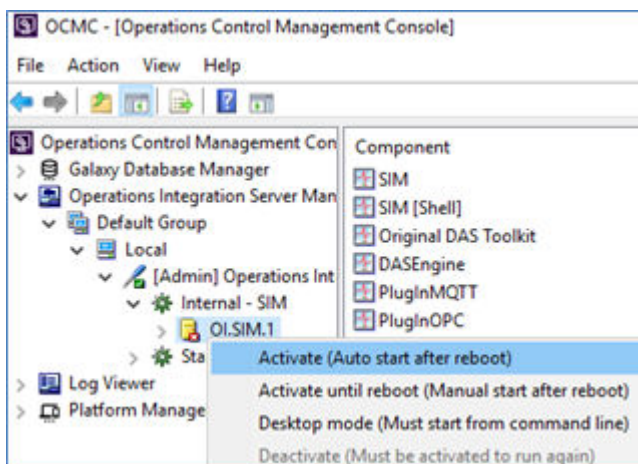 OCMC - [Operations Control Management Console]
File Action View Help
Operations Control Management Con
Galaxy Database Manager
Operations Integration Server Man
Default Group
Local
[Admin] Operations Int
Internal - SIM
OI.SIM.1
Sta
Log Viewer
Platform Manage
Component
SIM
SIM [Shell]
Original DAS Toolkit
DASEngine
PlugInMQTT
PlugInOPC
Activate (Auto start after reboot)
Activate until reboot (Manual start after reboot)
Desktop mode (Must start from command line)
Deactivate (Must be activated to run again)